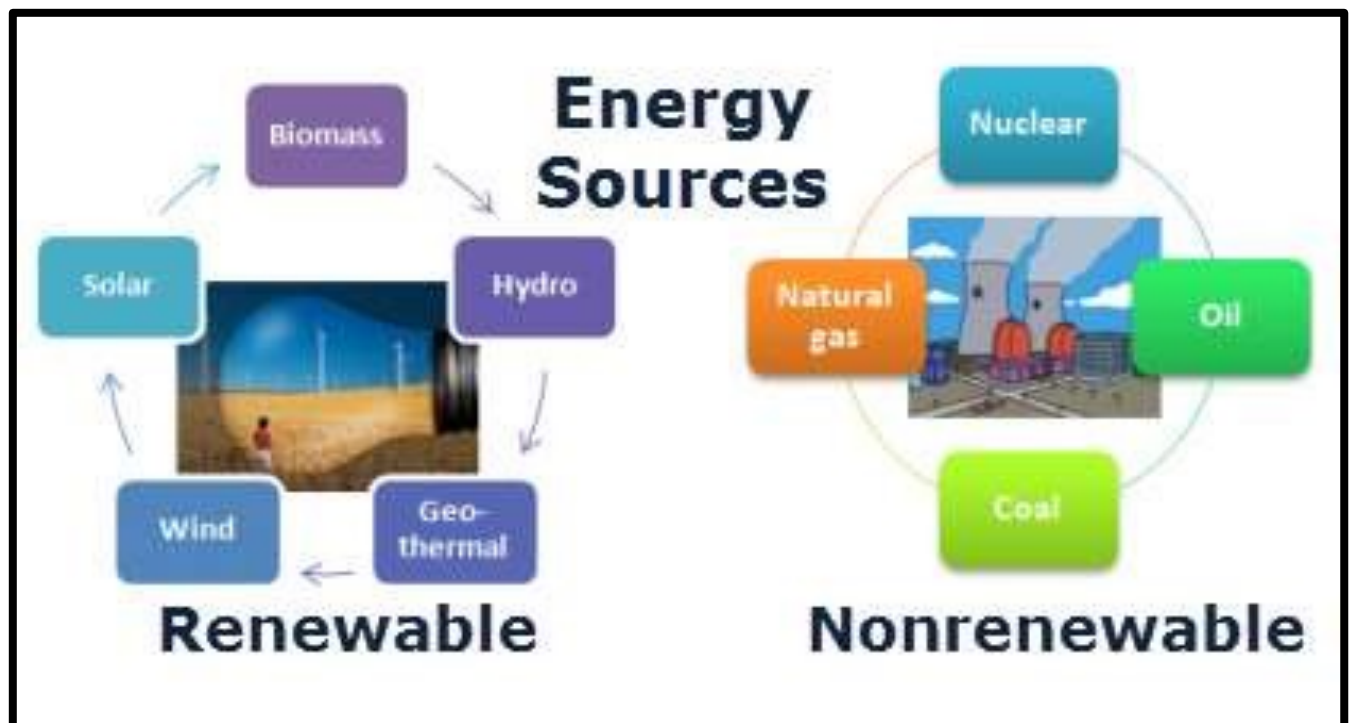 Energy
Sources
Biomass
Hydro
Geo-
thermal
Wind
Solar
Renewable
Nuclear
Oil
Coal
Natural
gas
Nonrenewable